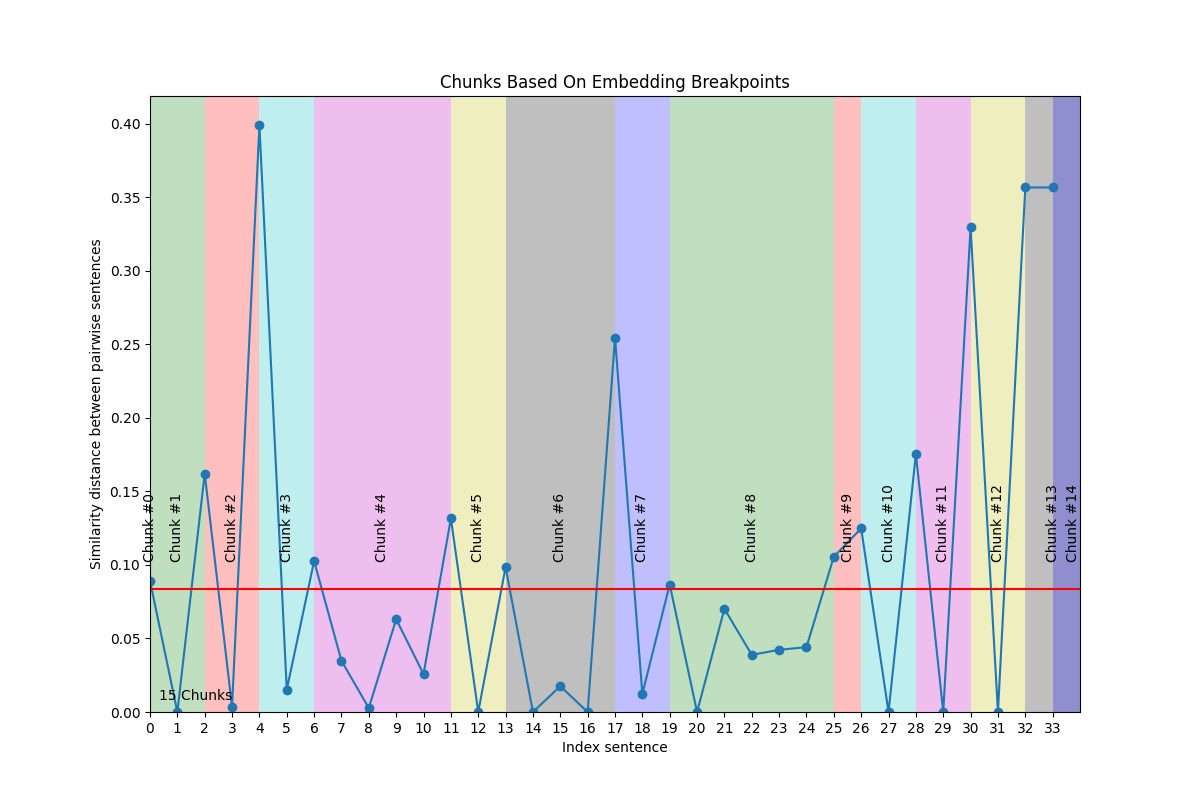 Chunks Based On Embedding Breakpoints
Similarity distance between pairwise sentences
0.40
0.35
0.30
0.25
0.20
0.15
0.10
0.05
0.00
Chunk #0
Chunk #1
Chunk #2
Chunk #3
Chunk #4
Chunk #5
Chunk #6
Chunk #7
Chunk #8
Chunk #9
Chunk #10
Chunk #11
Chunk #12
Chunk #13
Chunk #14
15 Chunks
0 1 2 3 4 5 6 7 8 9 10 11 12 13 14 15 16 17 18 19 20 21 22 23 24 25 26 27 28 29 30 31 32 33
Index sentence